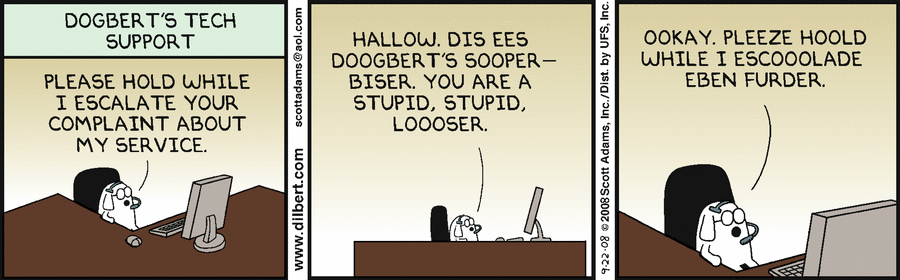 DOGBERT'S TECH
SUPPORT
PLEASE HOLD WHILE
I ESCALATE YOUR
COMPLAINT ABOUT
MY SERVICE.
www.dilbert.com scottadams@aol.com
HALLOW. DIS EES
DOOGBERT'S SOOPER-
BISER. YOU ARE A
STUPID, STUPID,
LOOOSER.
9-22-08 © 2008 Scott Adams, Inc./Dist. by UFS, Inc.
OOKAY. PLEEZE HOOLD
WHILE I ESCOOOLADE
EBEN FURDER.